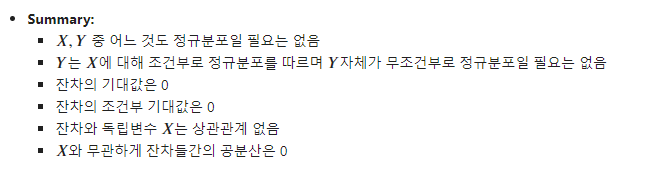 Summary:
X, Y 중 어느 것도 정규분포일 필요는 없음
Y는 X에 대해 조건부로 정규분포를 따르며 Y자체가 무조건부로 정규분포일 필요는 없음
잔차의 기대값은 0
잔차의 조건부 기대값은 0
잔차와 독립변수 X는 상관관계 없음
X와 무관하게 잔차들간의 공분산은 0